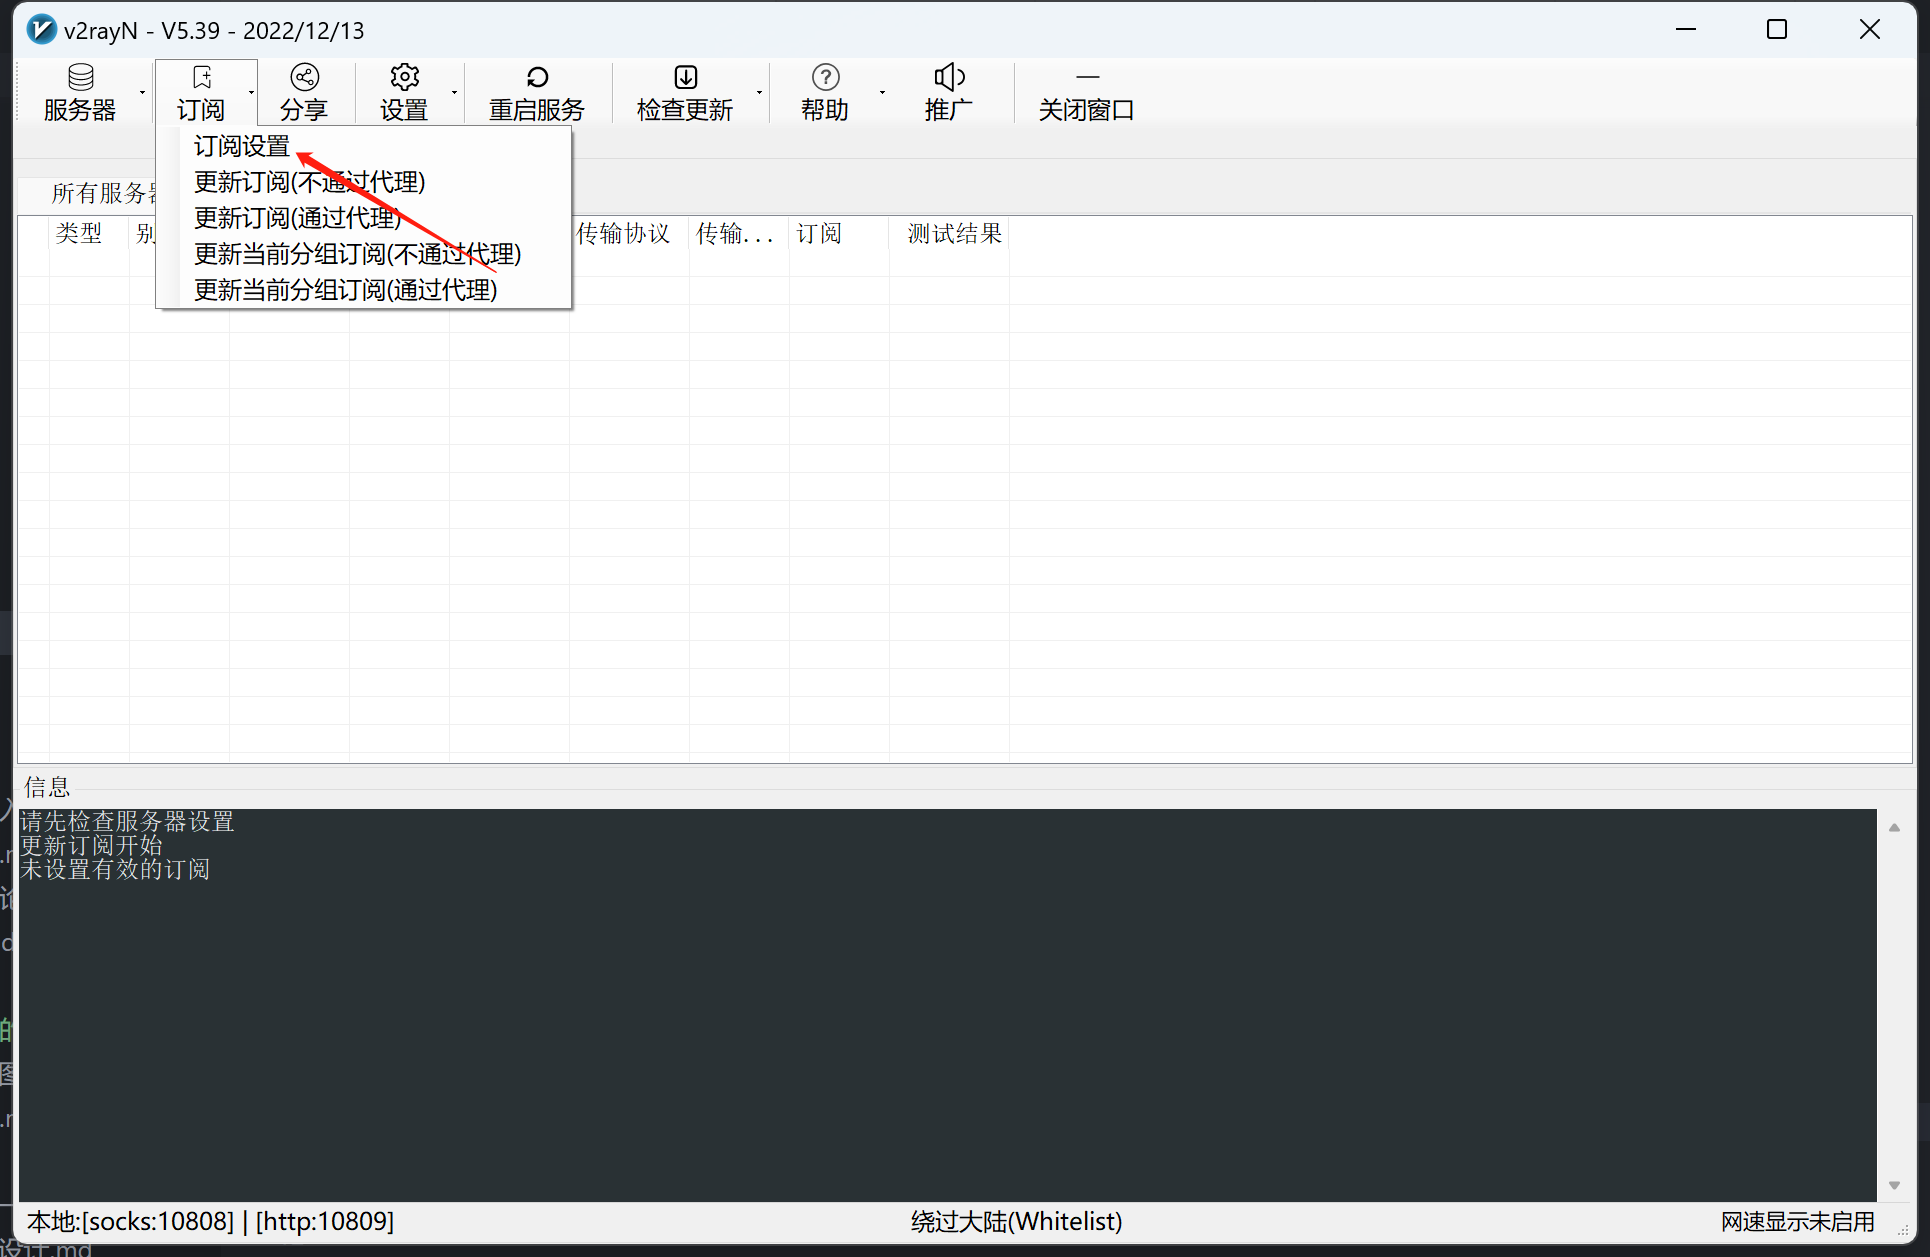 v2rayN - V5.39 - 2022/12/13
服务器 订阅 分享 设置 重启服务 检查更新 帮助 推广 关闭窗口
订阅设置
更新订阅(不通过代理)
更新订阅(通过代理)
更新当前分组订阅(不通过代理)
更新当前分组订阅(通过代理)
所有服务器
类型 别 传输协议 传输... 订阅 测试结果
信息
请先检查服务器设置
更新订阅开始
未设置有效的订阅
本地:[socks:10808] | [http:10809] 绕过大陆(Whitelist) 网速显示未启用
设计.md